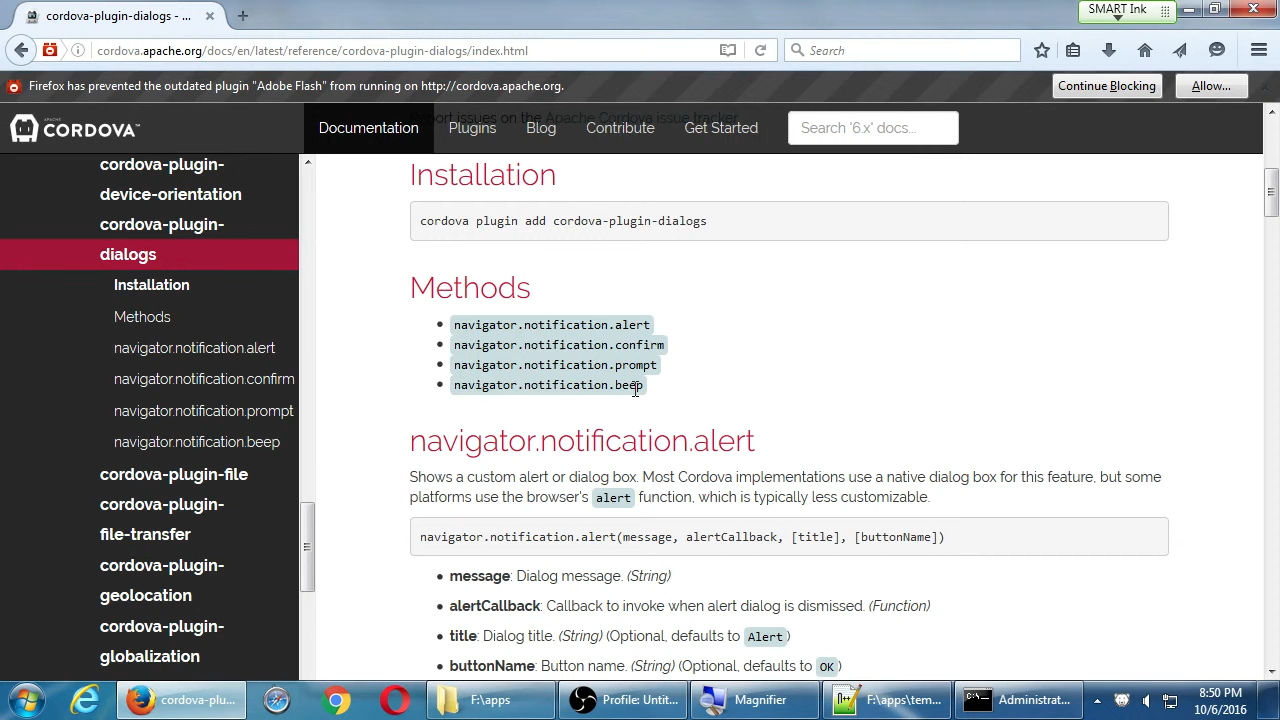 cordova-plugin-dialogs - ...
SMART Ink
cordova.apache.org/docs/en/latest/reference/cordova-plugin-dialogs/index.html
Search
Firefox has prevented the outdated plugin "Adobe Flash" from running on http://cordova.apache.org.
Continue Blocking
Allow...
APACHE
CORDOVA™
Documentation
Plugins
Blog
Contribute
Get Started
Search '6.x' docs...
Report issues on the Apache Cordova issue tracker
cordova-plugin-
device-orientation
cordova-plugin-
dialogs
Installation
Methods
navigator.notification.alert
navigator.notification.confirm
navigator.notification.prompt
navigator.notification.beep
cordova-plugin-file
cordova-plugin-
file-transfer
cordova-plugin-
geolocation
cordova-plugin-
globalization
Installation
cordova plugin add cordova-plugin-dialogs
Methods
navigator.notification.alert
navigator.notification.confirm
navigator.notification.prompt
navigator.notification.beep
navigator.notification.alert
Shows a custom alert or dialog box. Most Cordova implementations use a native dialog box for this feature, but some
platforms use the browser's alert function, which is typically less customizable.
navigator.notification.alert(message, alertCallback, [title], [buttonName])
message: Dialog message. (String)
alertCallback: Callback to invoke when alert dialog is dismissed. (Function)
title: Dialog title. (String) (Optional, defaults to Alert)
buttonName: Button name. (String) (Optional, defaults to OK)
cordova-plu...
F:\apps
Profile: Untit...
Magnifier
F:\apps\tem...
Administrat...
8:50 PM
10/6/2016